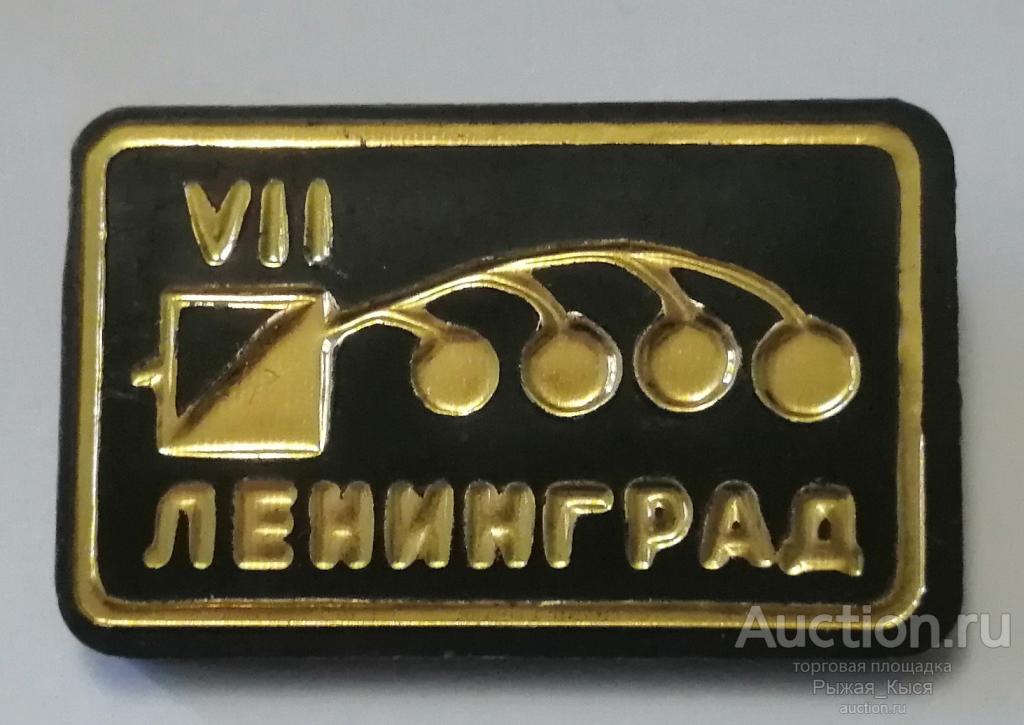 VII
ЛЕНИНГРАД
Auction.ru
торговая площадка
Рыжая_Кыся
auction.ru